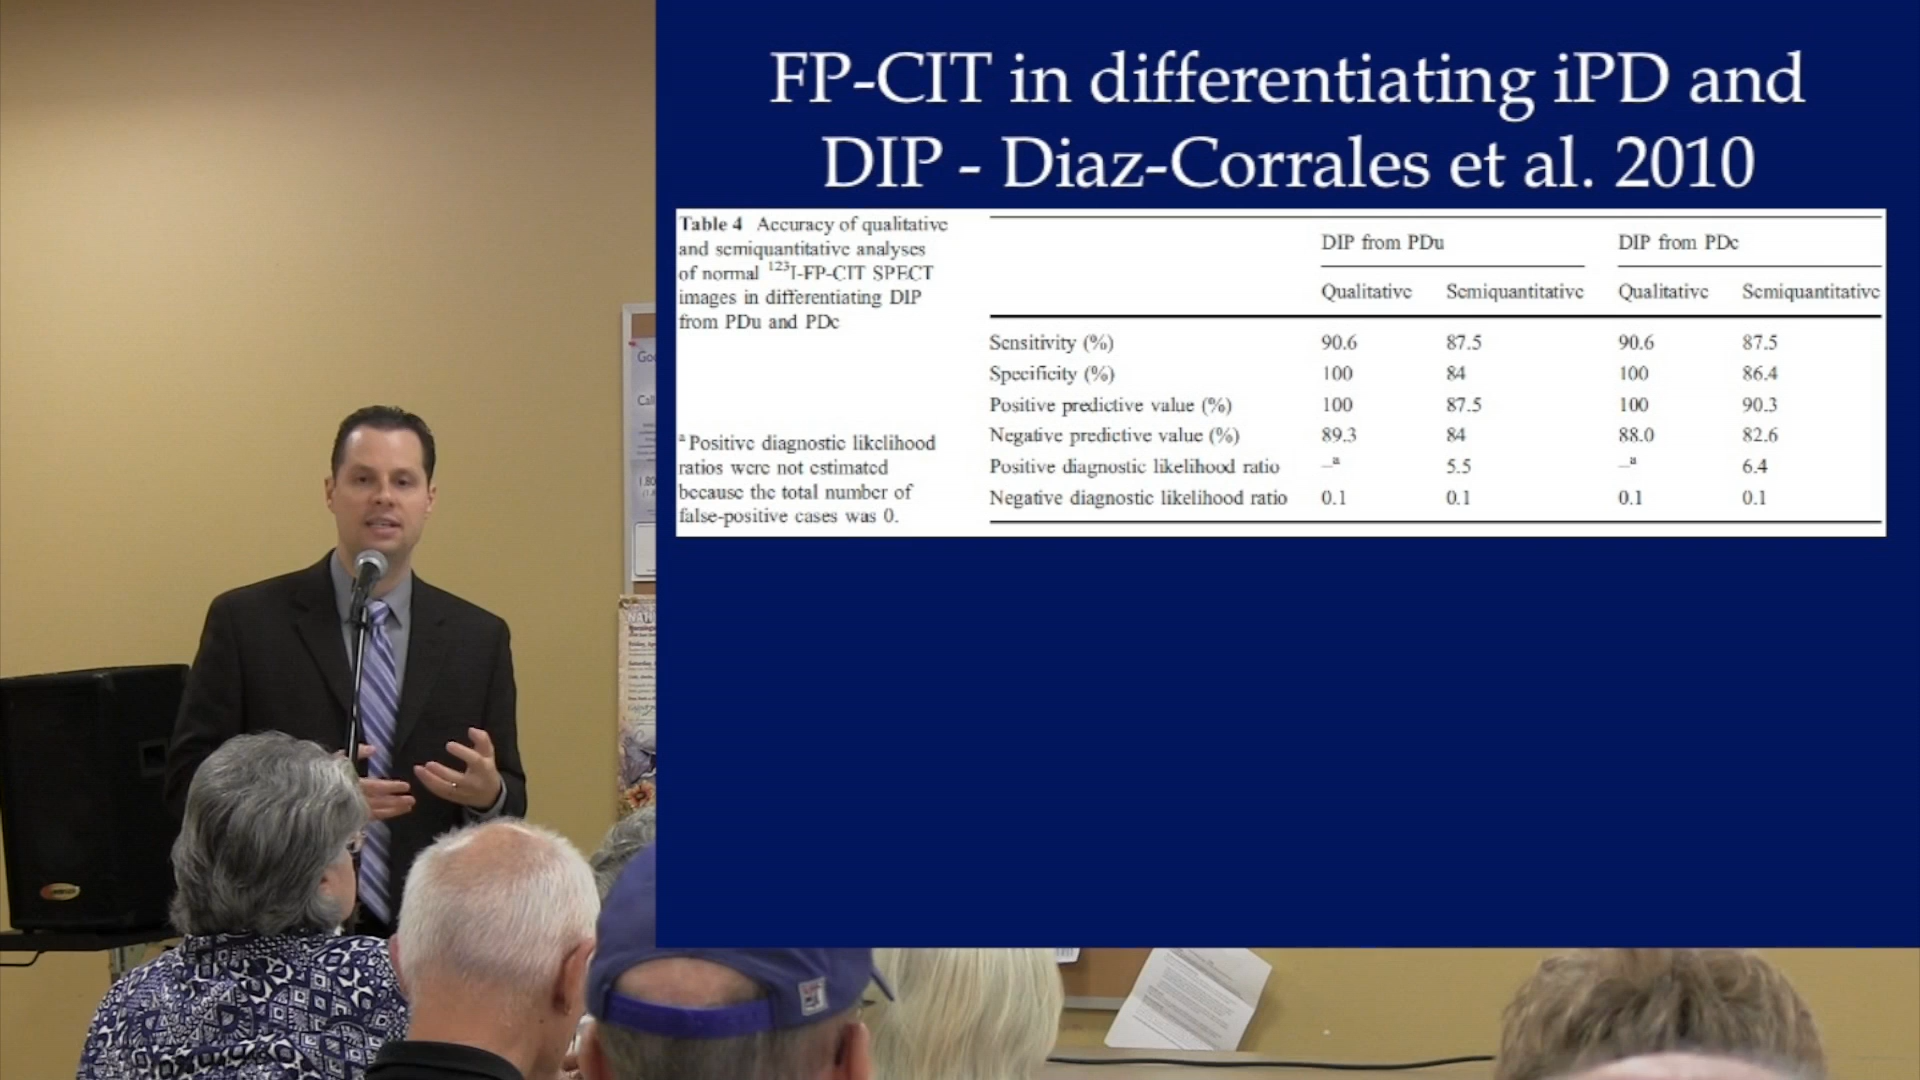 FP-CIT in differentiating iPD and
DIP - Diaz-Corrales et al. 2010
Table 4 Accuracy of qualitative
and semiquantitative analyses
of normal ¹²³I-FP-CIT SPECT
images in differentiating DIP
from PDu and PDc
ᵃ Positive diagnostic likelihood
ratios were not estimated
because the total number of
false-positive cases was 0.
DIP from PDu DIP from PDc
Qualitative Semiquantitative Qualitative Semiquantitative
Sensitivity (%) 90.6 87.5 90.6 87.5
Specificity (%) 100 84 100 86.4
Positive predictive value (%) 100 87.5 100 90.3
Negative predictive value (%) 89.3 84 88.0 82.6
Positive diagnostic likelihood ratio –ᵃ 5.5 –ᵃ 6.4
Negative diagnostic likelihood ratio 0.1 0.1 0.1 0.1